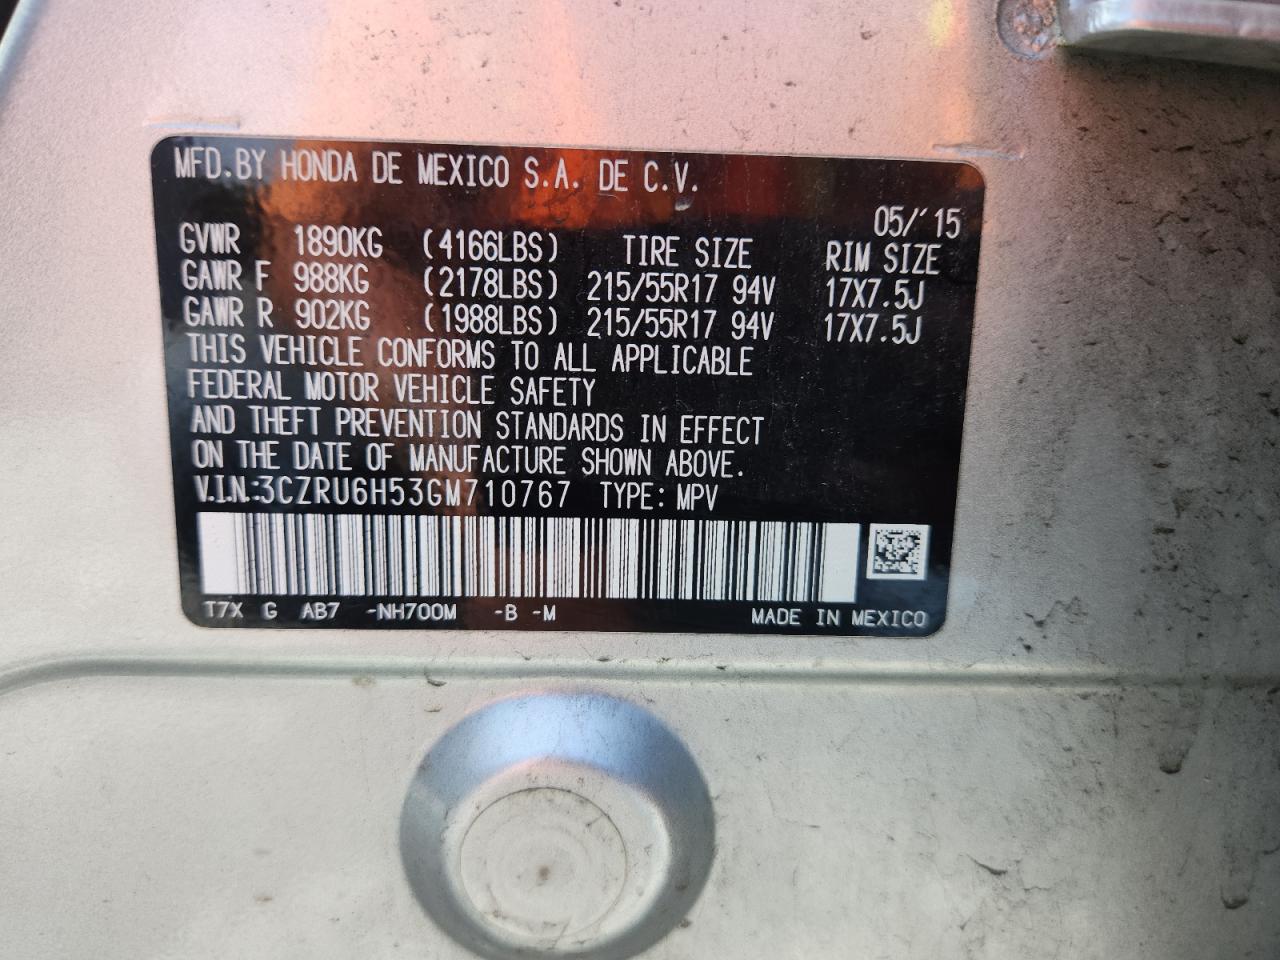 MFD.BY HONDA DE MEXICO S.A. DE C.V.
05/'15
GVWR 1890KG (4166LBS) TIRE SIZE RIM SIZE
GAWR F 988KG (2178LBS) 215/55R17 94V 17X7.5J
GAWR R 902KG (1988LBS) 215/55R17 94V 17X7.5J
THIS VEHICLE CONFORMS TO ALL APPLICABLE
FEDERAL MOTOR VEHICLE SAFETY
AND THEFT PREVENTION STANDARDS IN EFFECT
ON THE DATE OF MANUFACTURE SHOWN ABOVE.
V.I.N.:3CZRU6H53GM710767 TYPE: MPV
T7X G AB7 -NH700M -B -M MADE IN MEXICO